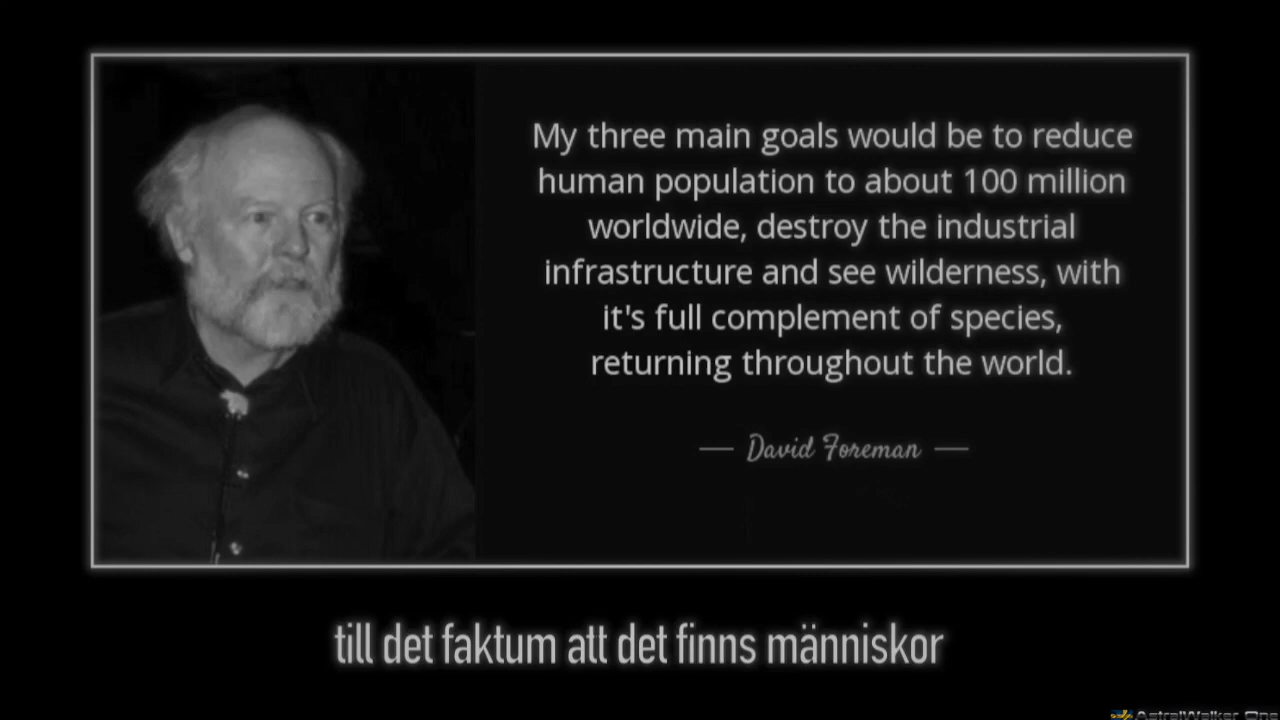 My three main goals would be to reduce
human population to about 100 million
worldwide, destroy the industrial
infrastructure and see wilderness, with
it's full complement of species,
returning throughout the world.
— David Foreman —
till det faktum att det finns människor
AstralWalker One